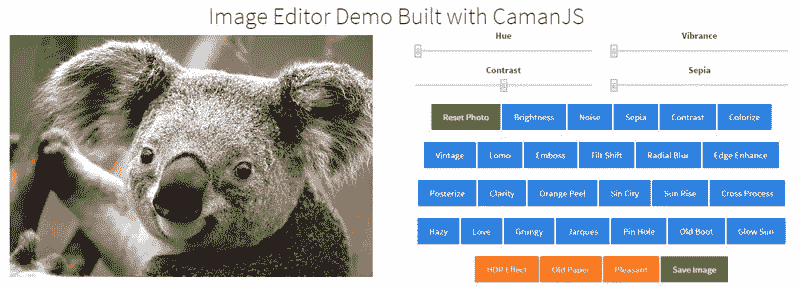 Image Editor Demo Built with CamanJS
Hue Vibrance
Contrast Sepia
Reset Photo Brightness Noise Sepia Contrast Colorize
Vintage Lomo Emboss Tilt Shift Radial Blur Edge Enhance
Posterize Clarity Orange Peel Sin City Sun Rise Cross Process
Hazy Love Grungy Jarques Pin Hole Old Boot Glow Sun
HDR Effect Old Paper Pleasant Save Image